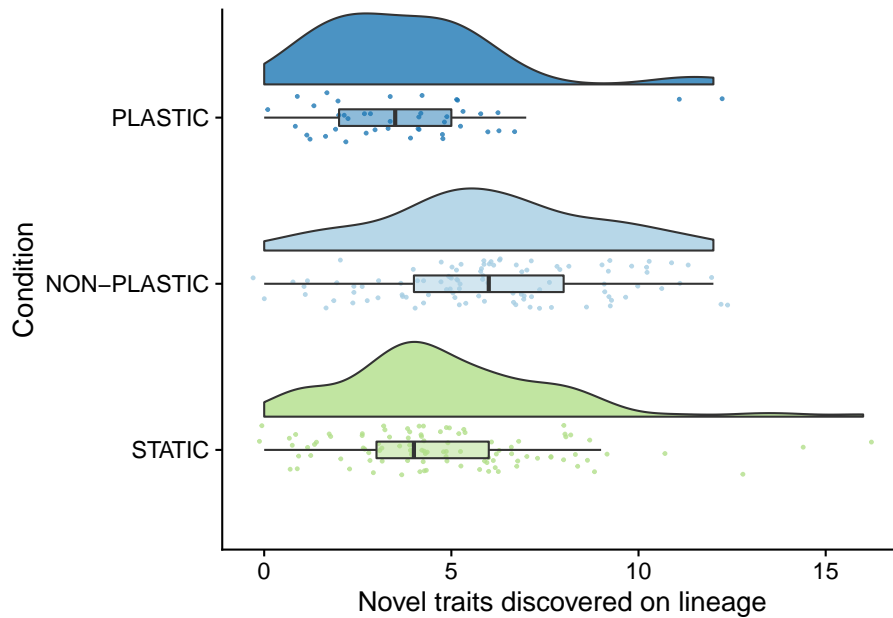 PLASTIC
NON−PLASTIC
STATIC
Condition
0 5 10 15
Novel traits discovered on lineage